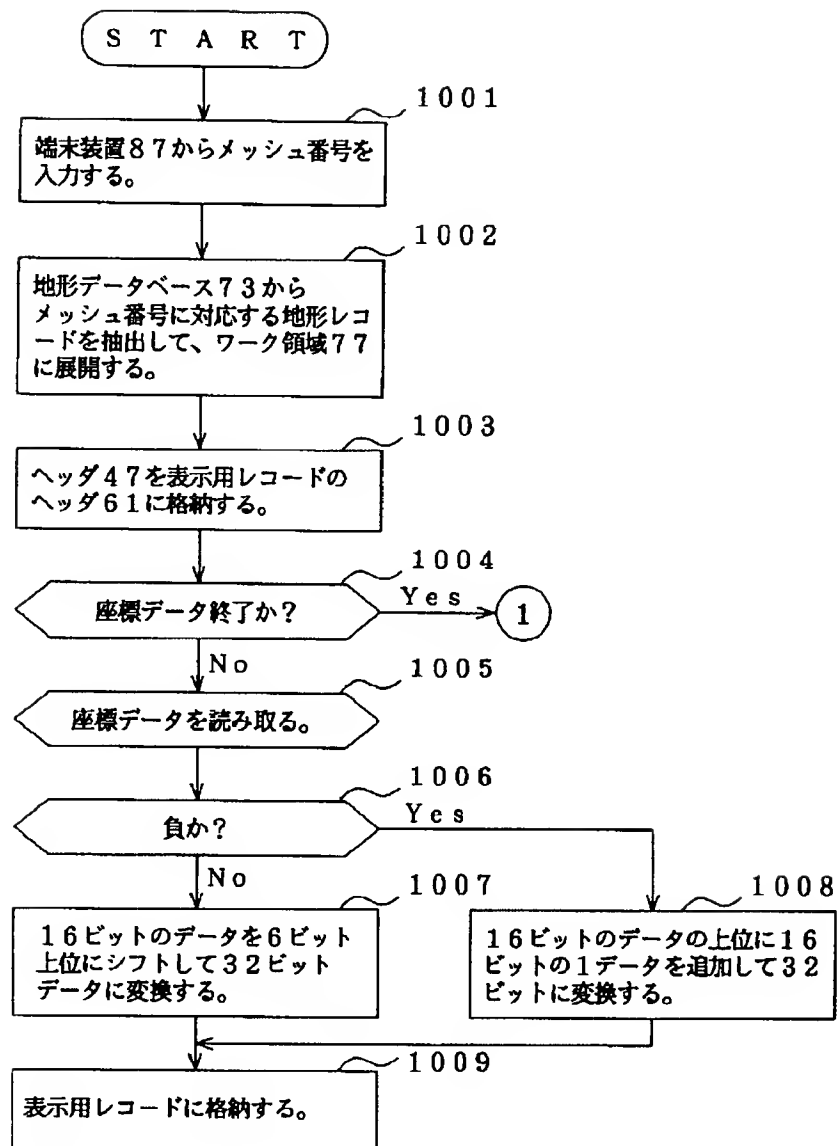 START
1001
端末装置87からメッシュ番号を
入力する。
1002
地形データベース73から
メッシュ番号に対応する地形レコ
ードを抽出して、ワーク領域77
に展開する。
1003
ヘッダ47を表示用レコードの
ヘッダ61に格納する。
1004
座標データ終了か?
Yes
1
No
1005
座標データを読み取る。
1006
負か?
Yes
No
1007
16ビットのデータを6ビット
上位にシフトして32ビット
データに変換する。
1008
16ビットのデータの上位に16
ビットの1データを追加して32
ビットに変換する。
1009
表示用レコードに格納する。